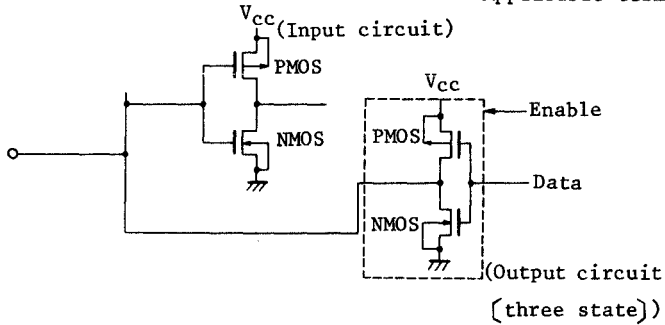 VCC (Input circuit)
PMOS
NMOS
VCC
Enable
PMOS
Data
NMOS
(Output circuit
[three state])